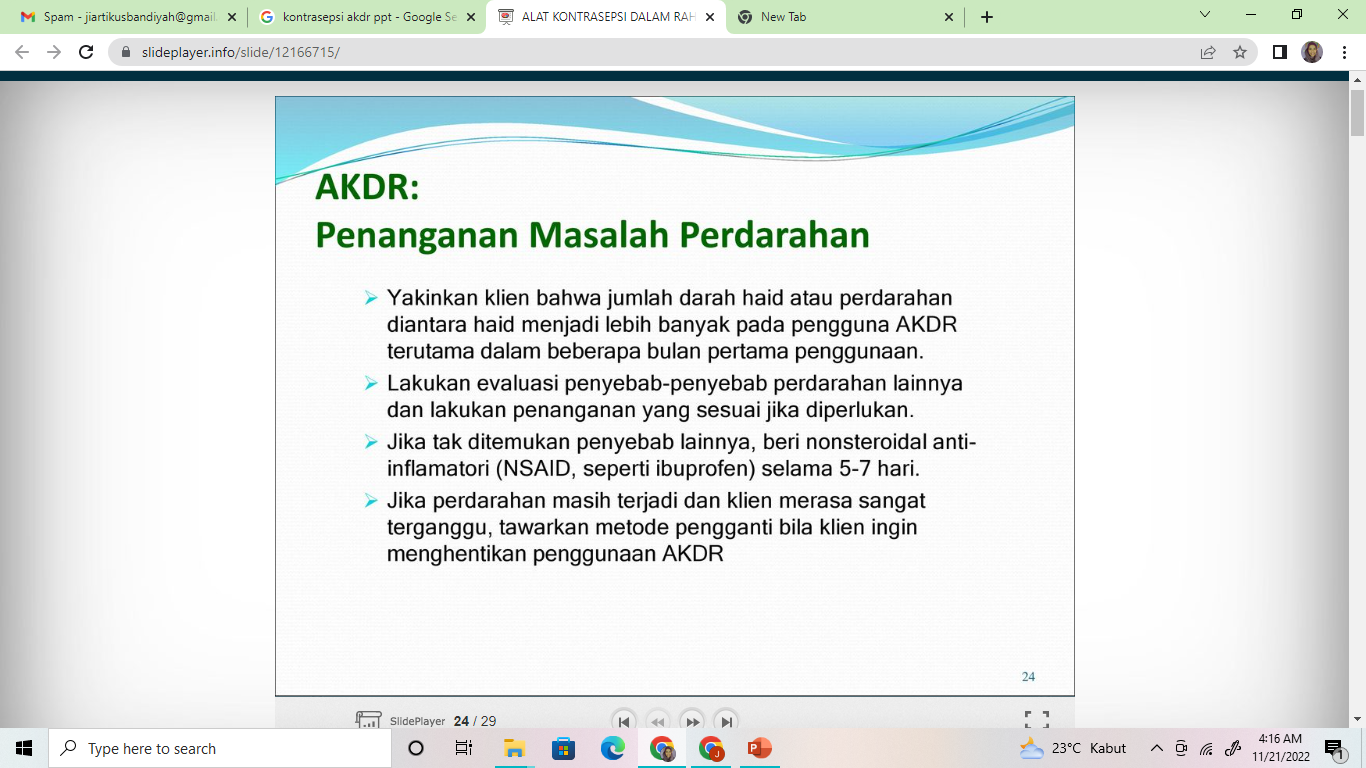 Spam - jiartikusbandiyah@gmail.
kontrasepsi akdr ppt - Google Se
ALAT KONTRASEPSI DALAM RAH
New Tab
slideplayer.info/slide/12166715/
AKDR:
Penanganan Masalah Perdarahan
Yakinkan klien bahwa jumlah darah haid atau perdarahan
diantara haid menjadi lebih banyak pada pengguna AKDR
terutama dalam beberapa bulan pertama penggunaan.
Lakukan evaluasi penyebab-penyebab perdarahan lainnya
dan lakukan penanganan yang sesuai jika diperlukan.
Jika tak ditemukan penyebab lainnya, beri nonsteroidal anti-
inflamatori (NSAID, seperti ibuprofen) selama 5-7 hari.
Jika perdarahan masih terjadi dan klien merasa sangat
terganggu, tawarkan metode pengganti bila klien ingin
menghentikan penggunaan AKDR
24
SlidePlayer 24 / 29
Type here to search
23°C Kabut
4:16 AM
11/21/2022
1